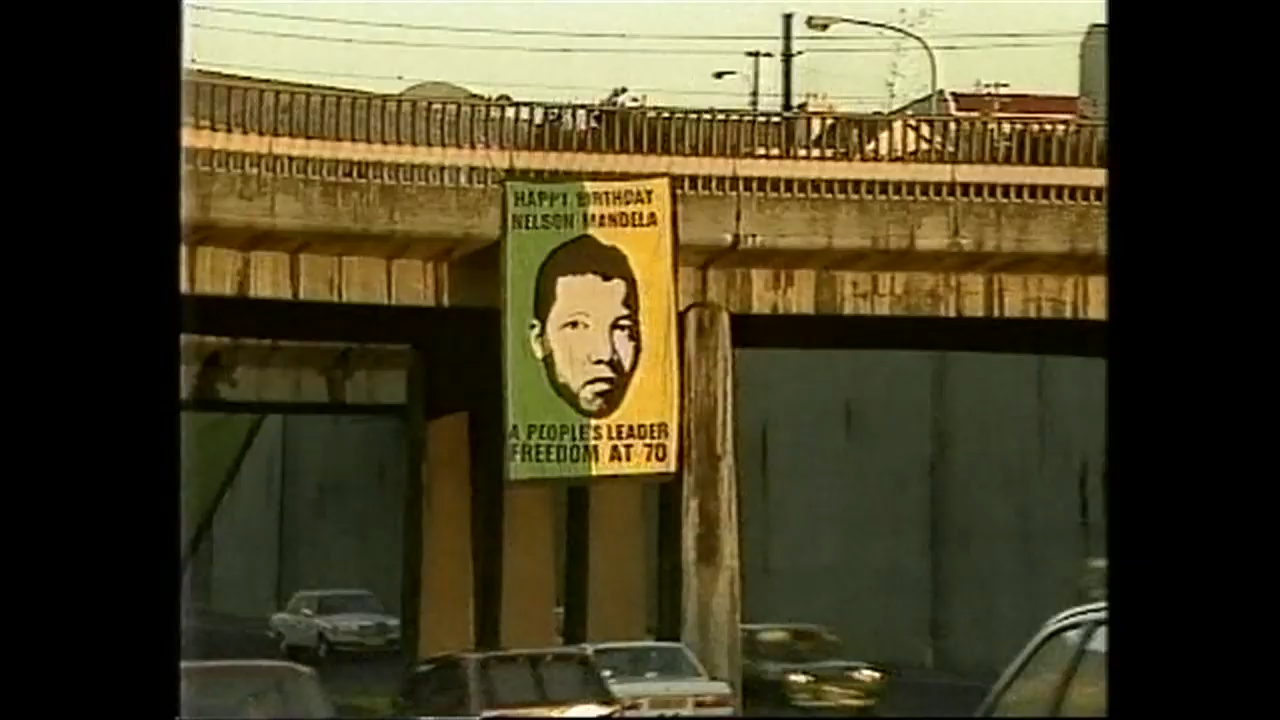 HAPPY BIRTHDAY
NELSON MANDELA
A PEOPLE'S LEADER
FREEDOM AT 70